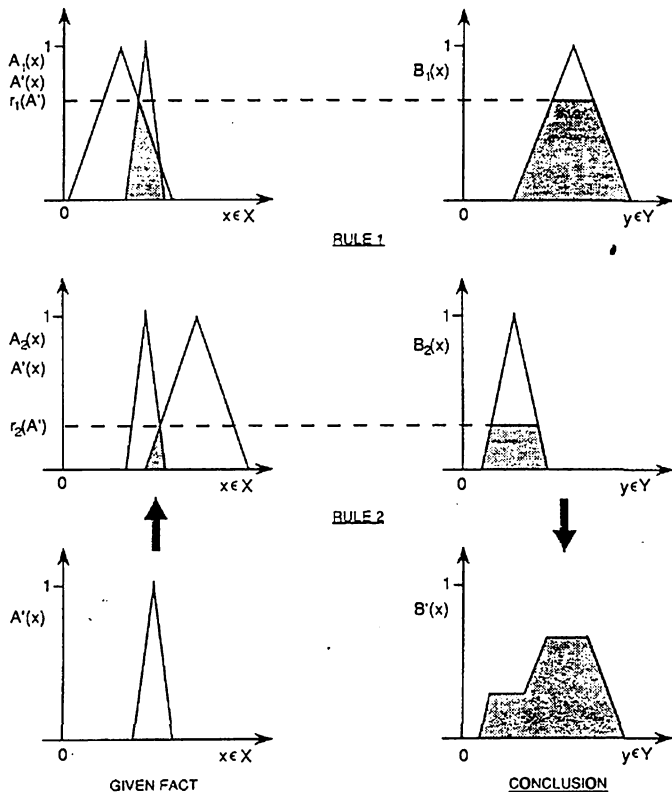 1
A₁(x)
A'(x)
r₁(A')
0
x∈X
1
B₁(x)
0
y∈Y
RULE 1
1
A₂(x)
A'(x)
r₂(A')
0
x∈X
1
B₂(x)
0
y∈Y
RULE 2
1
A'(x)
0
x∈X
1
B'(x)
0
y∈Y
GIVEN FACT
CONCLUSION